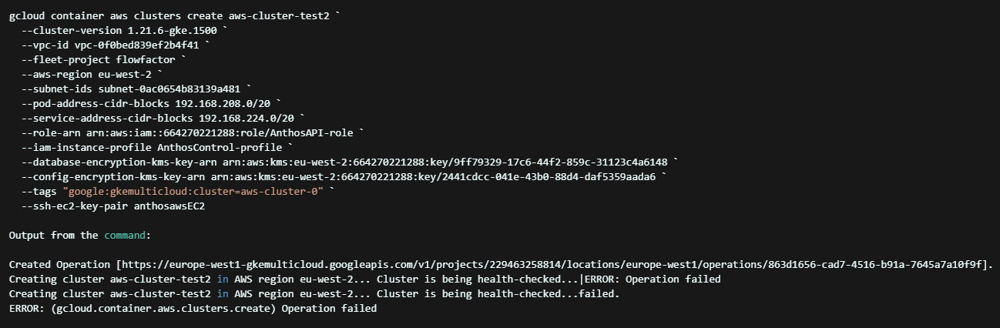 gcloud container aws clusters create aws-cluster-test2 `
--cluster-version 1.21.6-gke.1500 `
--vpc-id vpc-0f0bed839ef2b4f41 `
--fleet-project flowfactor `
--aws-region eu-west-2 `
--subnet-ids subnet-0ac0654b83139a481 `
--pod-address-cidr-blocks 192.168.208.0/20 `
--service-address-cidr-blocks 192.168.224.0/20 `
--role-arn arn:aws:iam::664270221288:role/AnthosAPI-role `
--iam-instance-profile AnthosControl-profile `
--database-encryption-kms-key-arn arn:aws:kms:eu-west-2:664270221288:key/9ff79329-17c6-44f2-859c-31123c4a6148 `
--config-encryption-kms-key-arn arn:aws:kms:eu-west-2:664270221288:key/2441cdcc-041e-43b0-88d4-daf5359aada6 `
--tags "google:gkemulticloud:cluster=aws-cluster-0" `
--ssh-ec2-key-pair anthosawsEC2
Output from the command:
Created Operation [https://europe-west1-gkemulticloud.googleapis.com/v1/projects/229463258814/locations/europe-west1/operations/863d1656-cad7-4516-b91a-7645a7a10f9f].
Creating cluster aws-cluster-test2 in AWS region eu-west-2... Cluster is being health-checked...|ERROR: Operation failed
Creating cluster aws-cluster-test2 in AWS region eu-west-2... Cluster is being health-checked...failed.
ERROR: (gcloud.container.aws.clusters.create) Operation failed